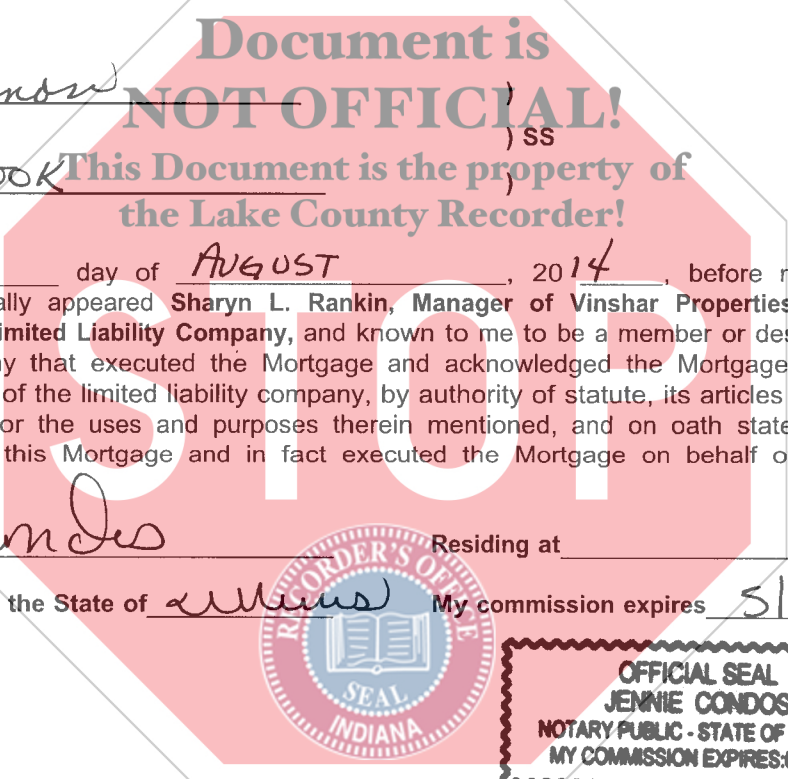 Document is
NOT OFFICIAL!
)
) SS
OOK
This Document is the property of
)
the Lake County Recorder!
day of AUGUST, 2014, before
ally appeared Sharyn L. Rankin, Manager of Vinshar Properties
imited Liability Company, and known to me to be a member or des
y that executed the Mortgage and acknowledged the Mortgage
of the limited liability company, by authority of statute, its articles
or the uses and purposes therein mentioned, and on oath state
this Mortgage and in fact executed the Mortgage on behalf o
STOP
Residing at
the State of Illinois My commission expires 5/
RECORDER'S OFFICE
SEAL
INDIANA
OFFICIAL SEAL
JENNIE CONDOS
NOTARY PUBLIC - STATE OF
MY COMMISSION EXPIRES: